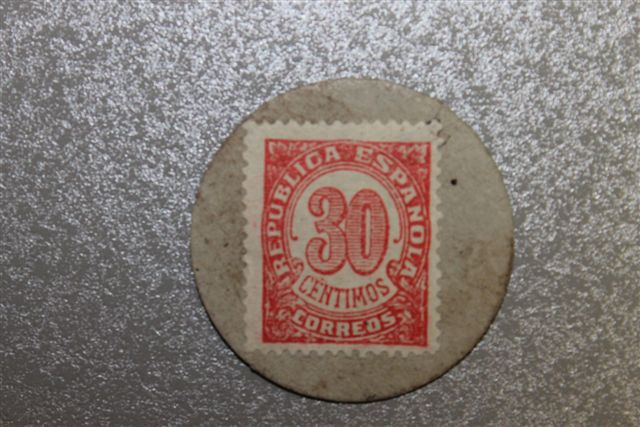 REPUBLICA ESPAÑOLA
30
CENTIMOS
CORREOS